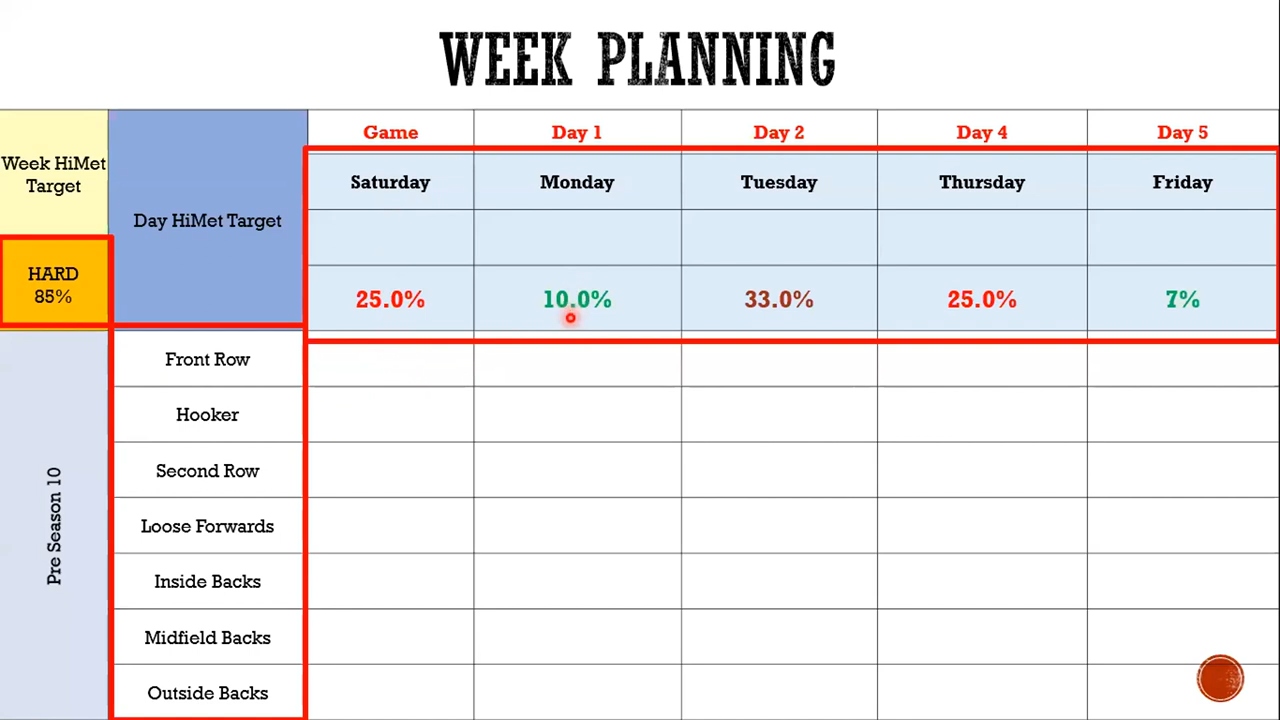 WEEK PLANNING
Game
Day 1
Day 2
Day 4
Day 5
Week HiMet
Target
Day HiMet Target
Saturday
Monday
Tuesday
Thursday
Friday
HARD
85%
25.0%
10.0%
33.0%
25.0%
7%
Pre Season 10
Front Row
Hooker
Second Row
Loose Forwards
Inside Backs
Midfield Backs
Outside Backs